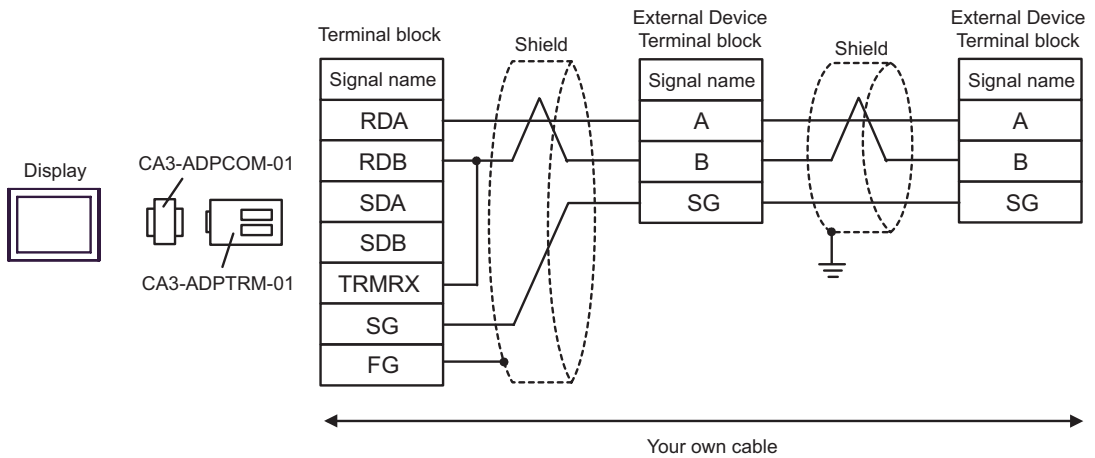 Display
CA3-ADPCOM-01
CA3-ADPTRM-01
Terminal block
Signal name
RDA
RDB
SDA
SDB
TRMRX
SG
FG
Shield
External Device
Terminal block
Signal name
A
B
SG
Shield
External Device
Terminal block
Signal name
A
B
SG
Your own cable